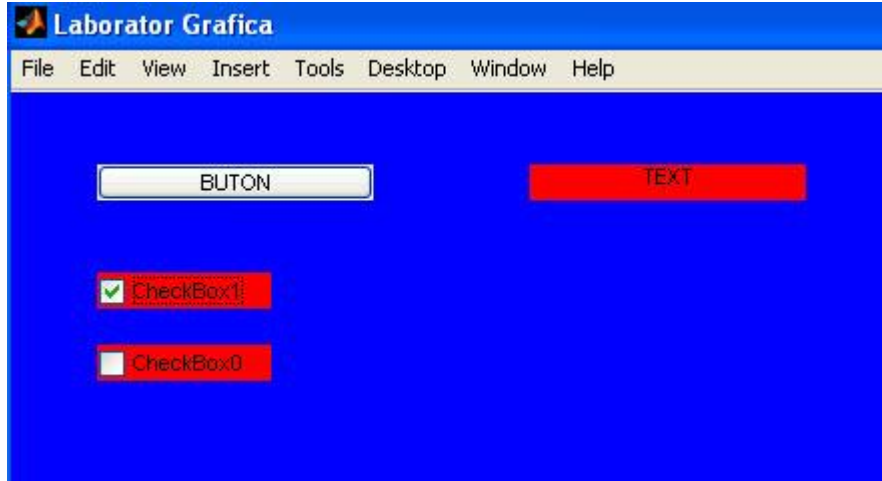 Laborator Grafica
File Edit View Insert Tools Desktop Window Help
BUTON TEXT
CheckBox1
CheckBox0